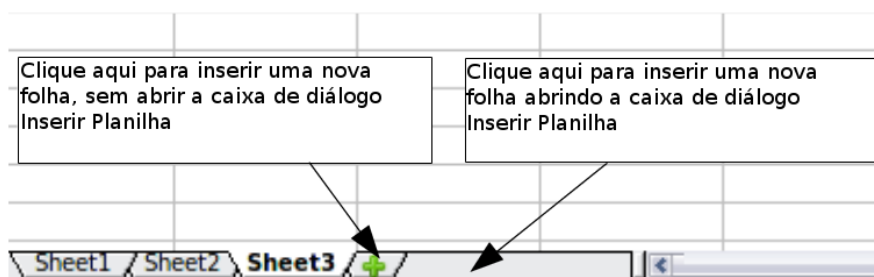 Clique aqui para inserir uma nova
folha, sem abrir a caixa de diálogo
Inserir Planilha
Clique aqui para inserir uma nova
folha abrindo a caixa de diálogo
Inserir Planilha
Sheet1 Sheet2 Sheet3